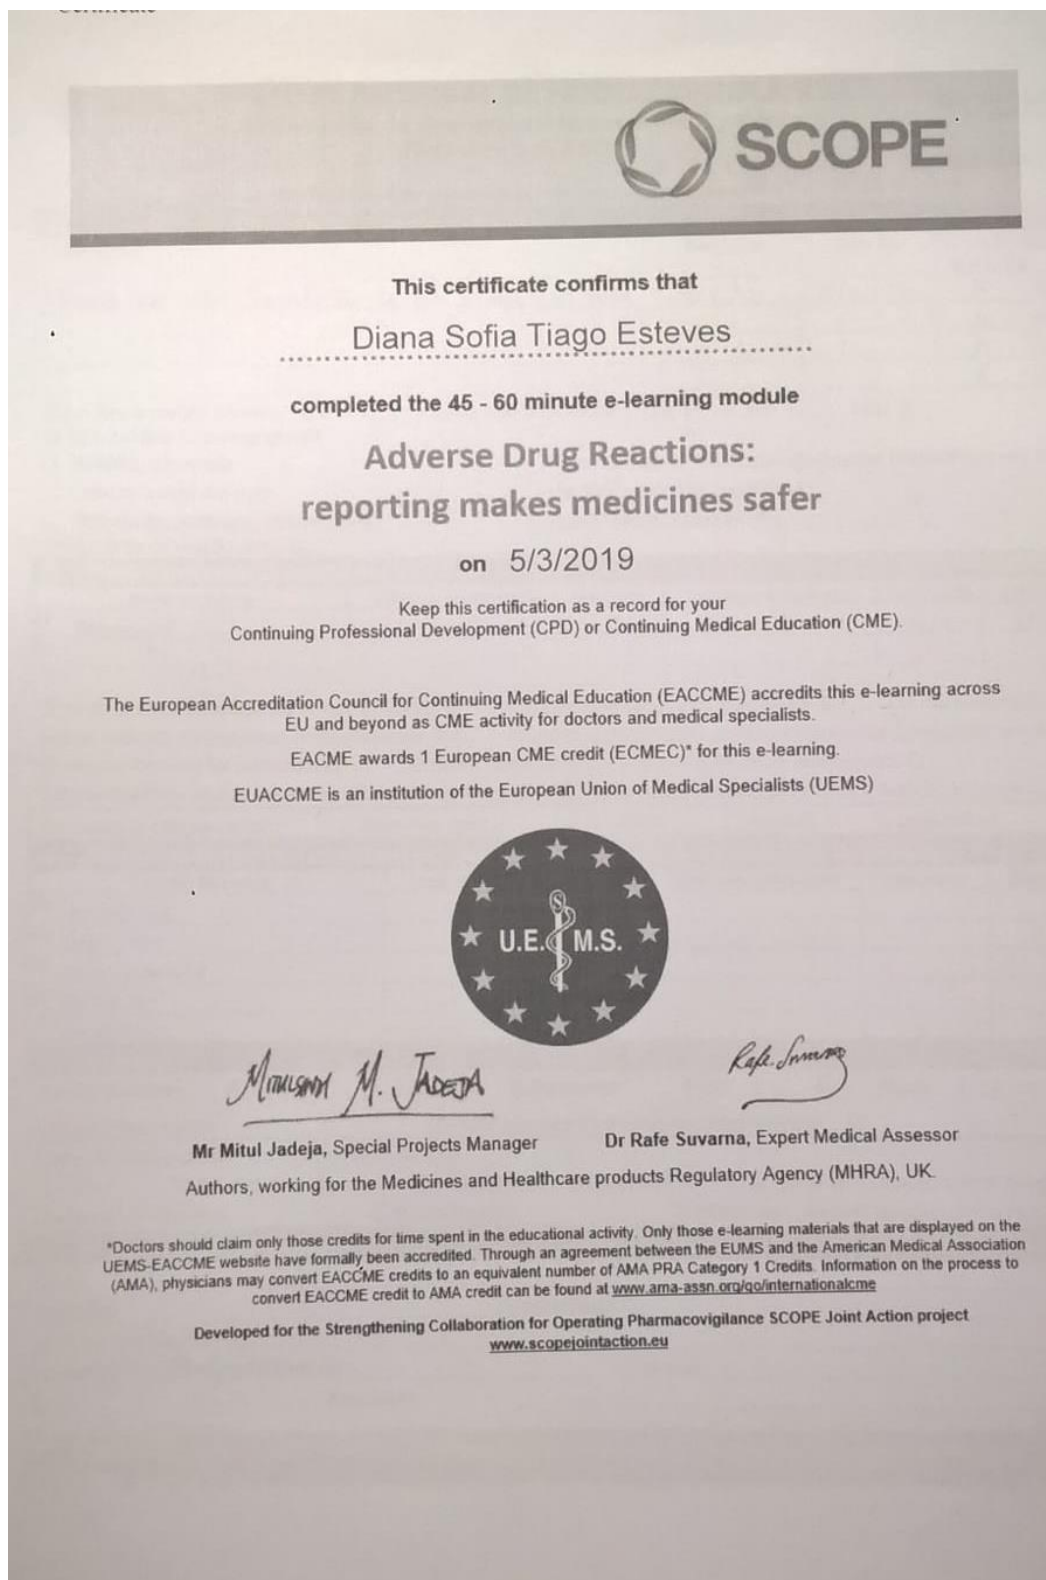 Certificate
SCOPE
This certificate confirms that
Diana Sofia Tiago Esteves
completed the 45 - 60 minute e-learning module
Adverse Drug Reactions:
reporting makes medicines safer
on 5/3/2019
Keep this certification as a record for your
Continuing Professional Development (CPD) or Continuing Medical Education (CME).
The European Accreditation Council for Continuing Medical Education (EACCME) accredits this e-learning across
EU and beyond as CME activity for doctors and medical specialists.
EACME awards 1 European CME credit (ECMEC)* for this e-learning.
EUACCME is an institution of the European Union of Medical Specialists (UEMS)
S
U.E. M.S.
M. JADEJA
Rafe.
Mr Mitul Jadeja, Special Projects Manager
Dr Rafe Suvarna, Expert Medical Assessor
Authors, working for the Medicines and Healthcare products Regulatory Agency (MHRA), UK.
*Doctors should claim only those credits for time spent in the educational activity. Only those e-learning materials that are displayed on the
UEMS-EACCME website have formally been accredited. Through an agreement between the EUMS and the American Medical Association
(AMA), physicians may convert EACCME credits to an equivalent number of AMA PRA Category 1 Credits. Information on the process to
convert EACCME credit to AMA credit can be found at www.ama-assn.org/go/internationalcme
Developed for the Strengthening Collaboration for Operating Pharmacovigilance SCOPE Joint Action project
www.scopejointaction.eu